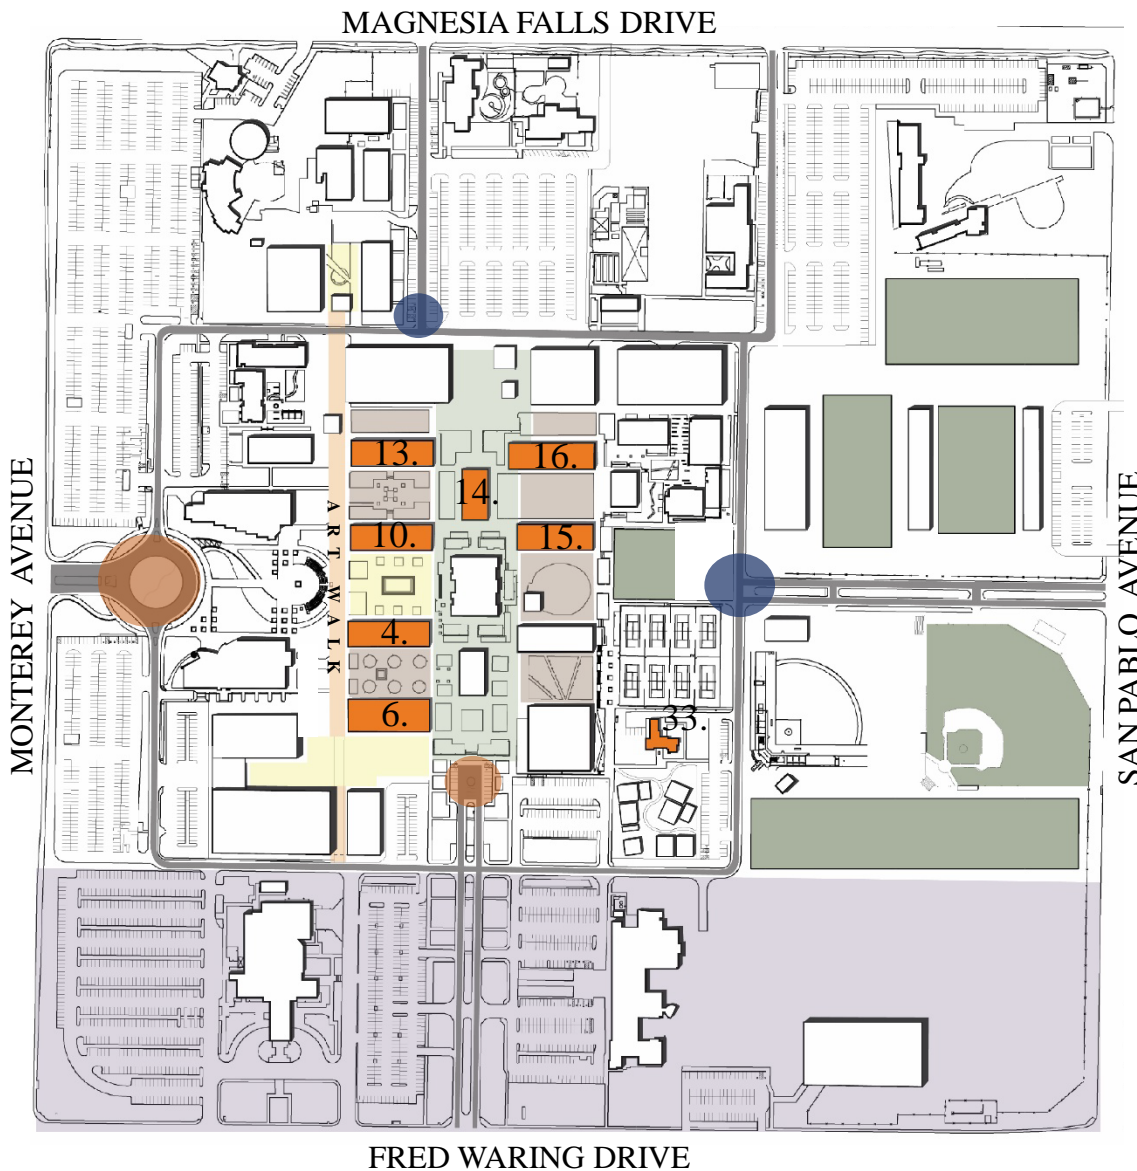 MAGNESIA FALLS DRIVE
13.
16.
14.
10.
15.
4.
6.
33.
ART WALK
MONTEREY AVENUE
SAN PABLO AVENUE
FRED WARING DRIVE